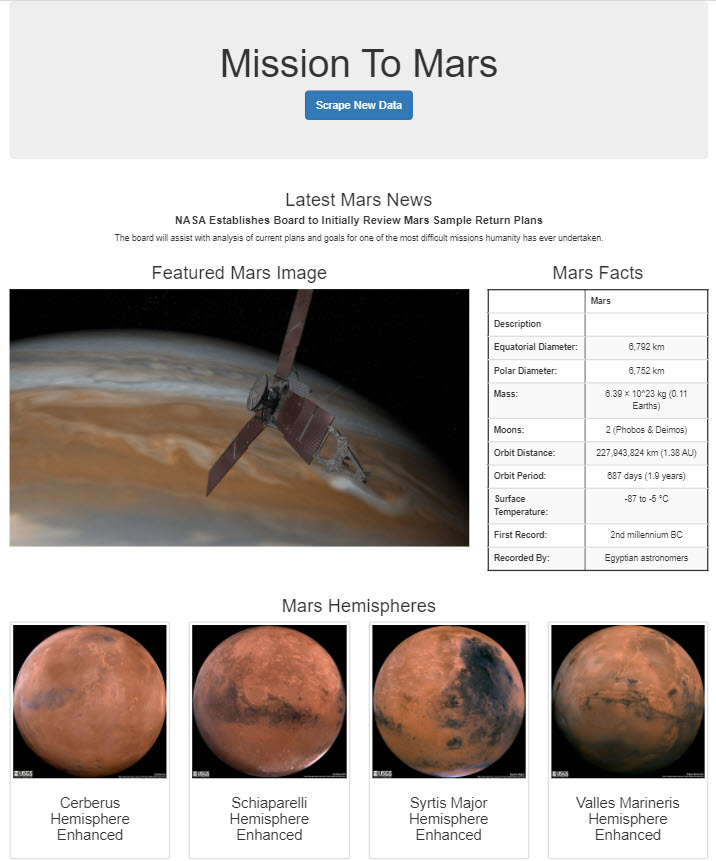 Mission To Mars
Scrape New Data
Latest Mars News
NASA Establishes Board to Initially Review Mars Sample Return Plans
The board will assist with analysis of current plans and goals for one of the most difficult missions humanity has ever undertaken.
Featured Mars Image
Mars Facts
Mars
Description
Equatorial Diameter: 6,792 km
Polar Diameter: 6,752 km
Mass: 6.39 × 10^23 kg (0.11
Earths)
Moons: 2 (Phobos & Deimos)
Orbit Distance: 227,943,824 km (1.38 AU)
Orbit Period: 687 days (1.9 years)
Surface -87 to -5 °C
Temperature:
First Record: 2nd millennium BC
Recorded By: Egyptian astronomers
Mars Hemispheres
USGS
USGS
USGS
USGS
Cerberus
Hemisphere
Enhanced
Schiaparelli
Hemisphere
Enhanced
Syrtis Major
Hemisphere
Enhanced
Valles Marineris
Hemisphere
Enhanced